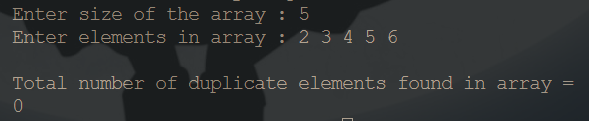 Enter size of the array : 5
Enter elements in array : 2 3 4 5 6
Total number of duplicate elements found in array =
0